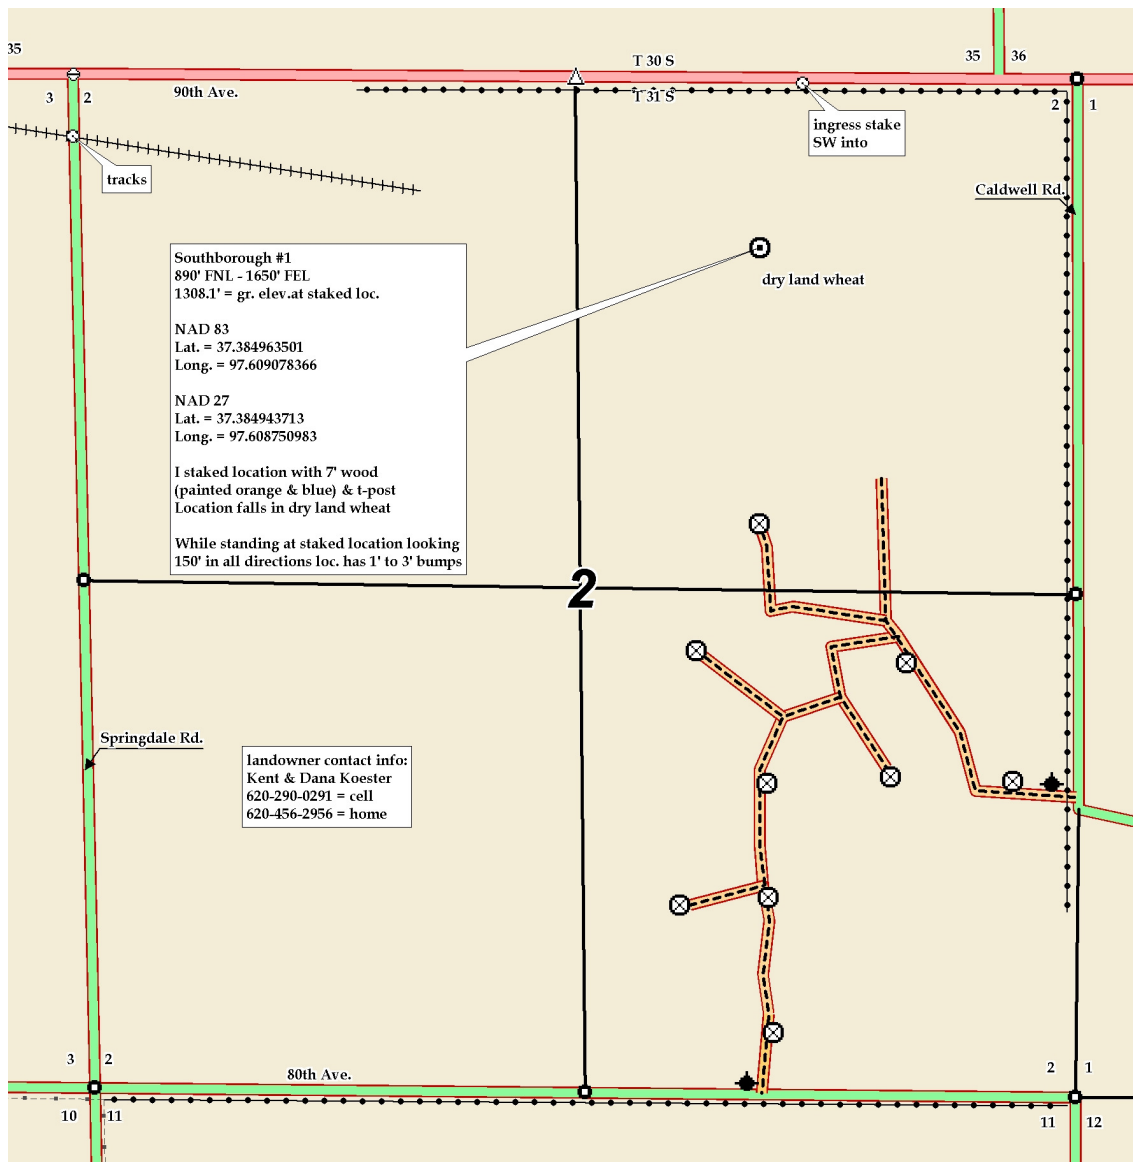 35
T 30 S
35
36
3
2
90th Ave.
T 31 S
2
1
ingress stake
SW into
tracks
Caldwell Rd.
Southborough #1
890' FNL - 1650' FEL
1308.1' = gr. elev.at staked loc.
NAD 83
Lat. = 37.384963501
Long. = 97.609078366
NAD 27
Lat. = 37.384943713
Long. = 97.608750983
I staked location with 7' wood
(painted orange & blue) & t-post
Location falls in dry land wheat
While standing at staked location looking
150' in all directions loc. has 1' to 3' bumps
dry land wheat
2
Springdale Rd.
landowner contact info:
Kent & Dana Koester
620-290-0291 = cell
620-456-2956 = home
3
2
80th Ave.
2
1
10
11
11
12